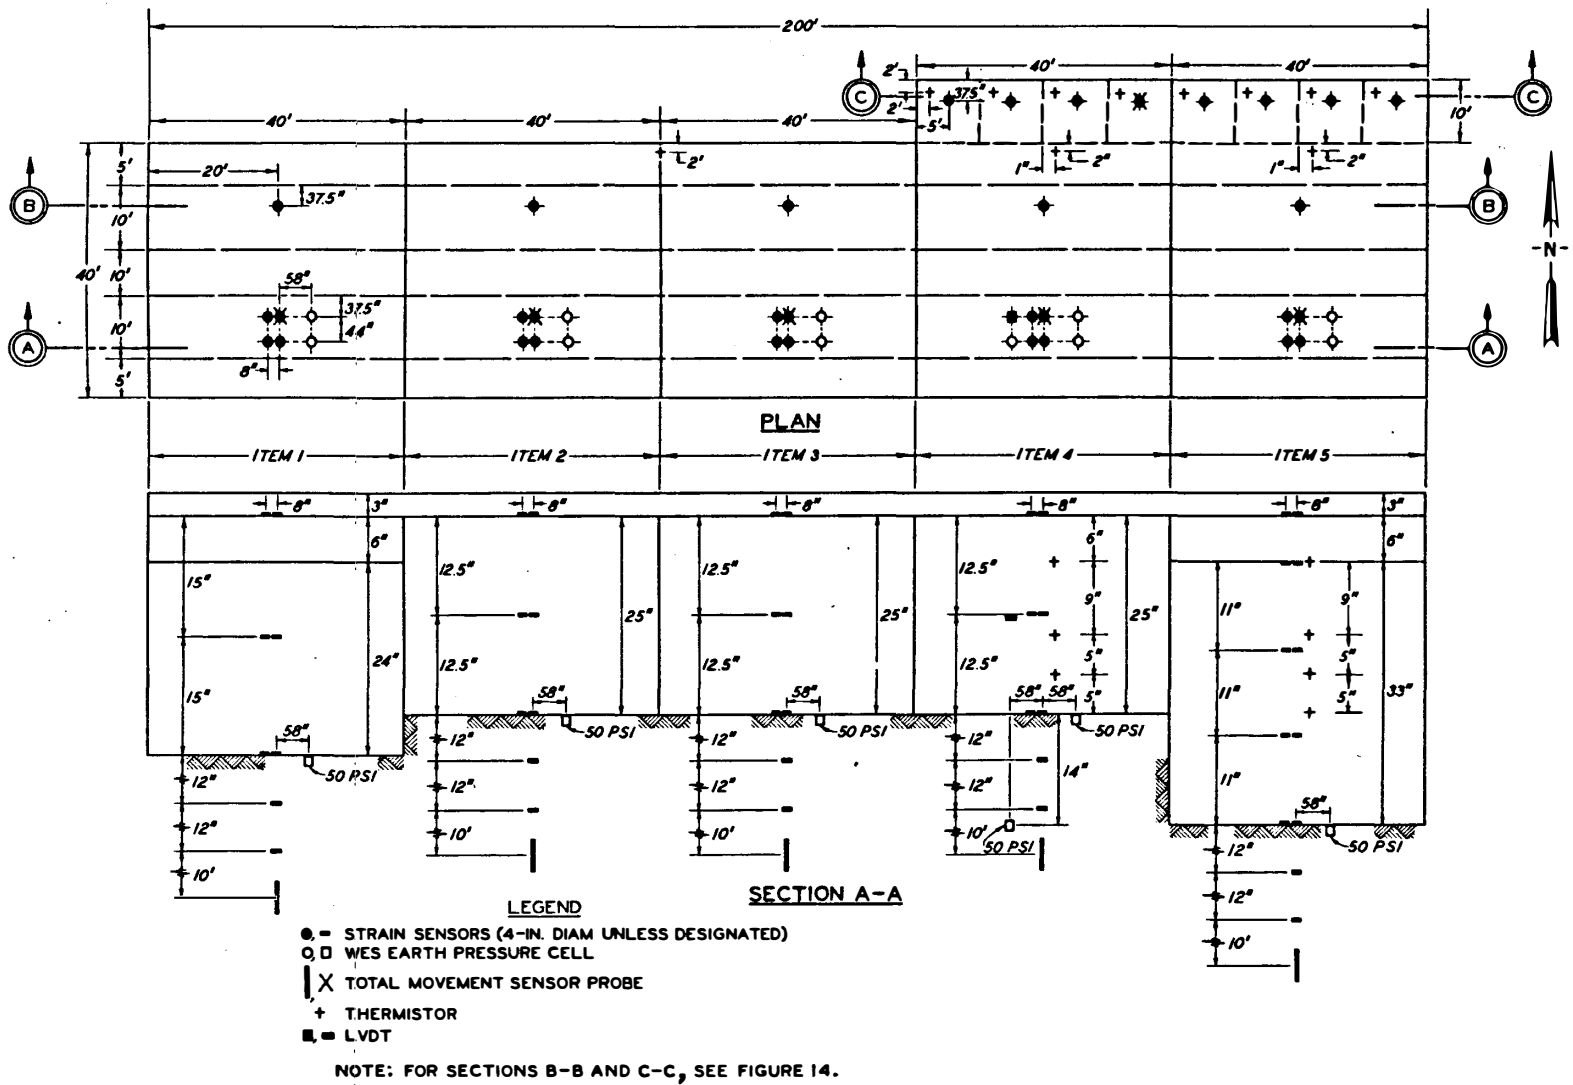 200'
40' 40'
2' 37.5" 10'
C C
2' 5'
40' 40' 40'
2' 1" 2" 1" 2"
5' 20' 37.5"
B B
10'
-N-
40' 10' 58"
37.5"
10' 44"
A A
8"
5'
PLAN
ITEM 1 ITEM 2 ITEM 3 ITEM 4 ITEM 5
8" 3" 8" 8" 8" 8" 3"
6" 6" 6"
15" 12.5" 12.5" 12.5"
9" 11" 9"
24" 25" 25" 25"
15" 12.5" 12.5" 12.5" 5" 11" 5" 33"
58" 58" 58" 58" 5" 5"
58" 12" 50 PSI 12" 50 PSI 12" 50 PSI 11"
12" 50 PSI 12" 12" 12" 14" 58"
12" 10' 10' 10' 50 PSI 12" 50 PSI
10' 12"
SECTION A-A
10'
LEGEND
STRAIN SENSORS (4-IN. DIAM UNLESS DESIGNATED)
WES EARTH PRESSURE CELL
TOTAL MOVEMENT SENSOR PROBE
THERMISTOR
LVDT
NOTE: FOR SECTIONS B-B AND C-C, SEE FIGURE 14.